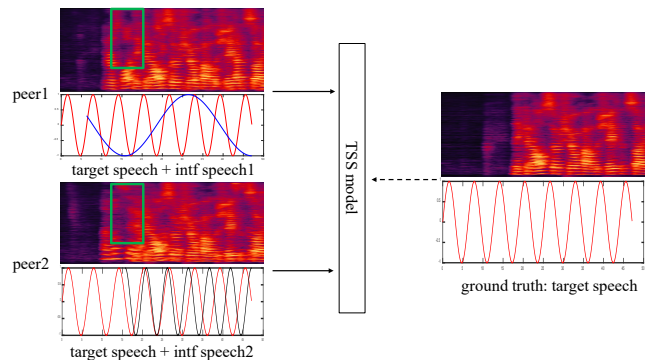 peer1
target speech + intf speech1
peer2
target speech + intf speech2
TSS model
ground truth: target speech